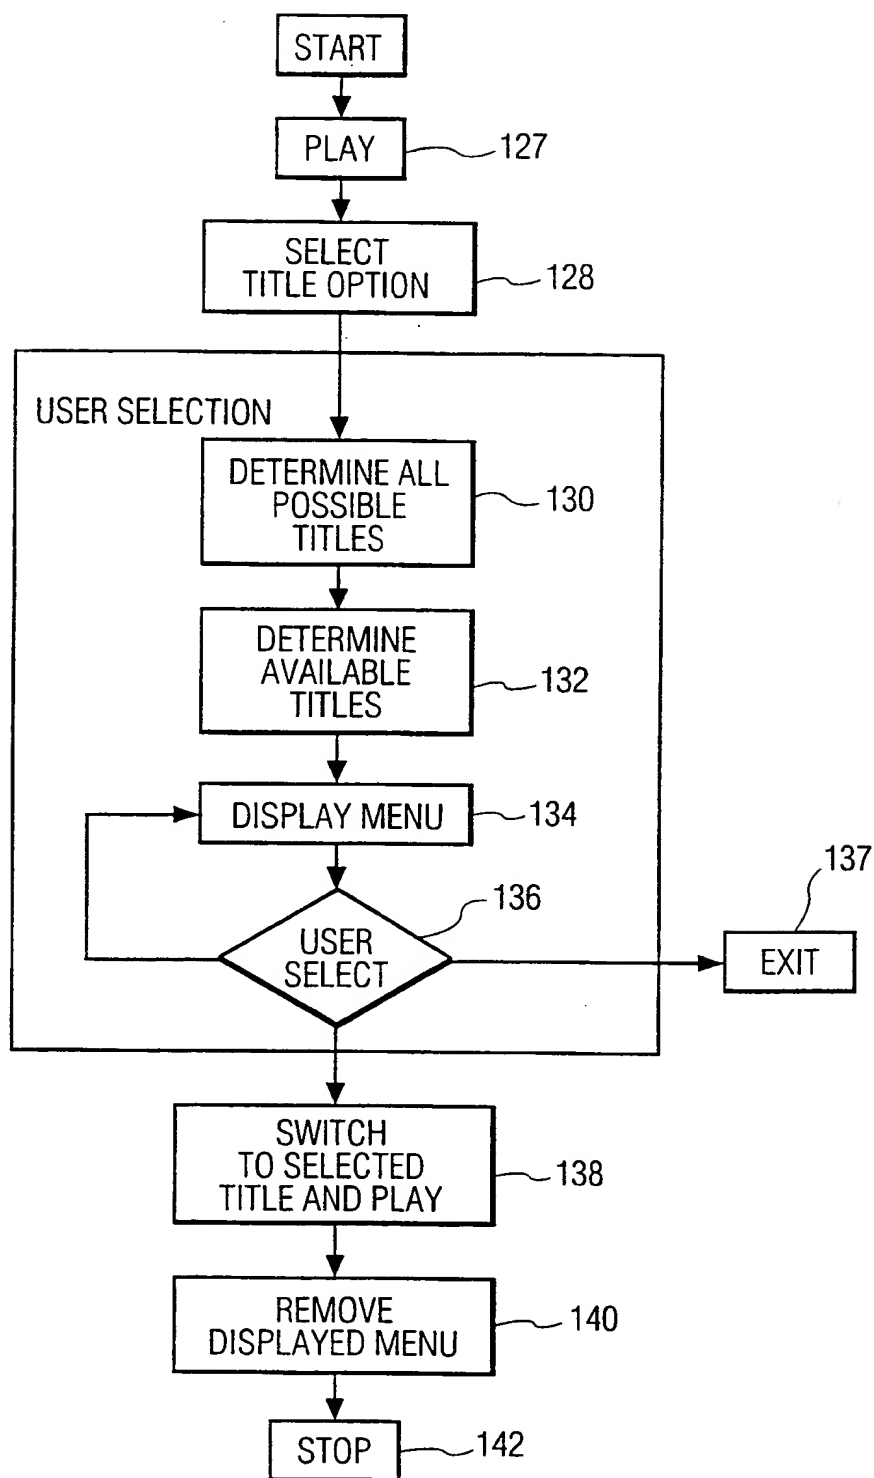 START
PLAY
127
SELECT
TITLE OPTION
128
USER SELECTION
DETERMINE ALL
POSSIBLE
TITLES
130
DETERMINE
AVAILABLE
TITLES
132
DISPLAY MENU
134
136
137
USER
SELECT
EXIT
SWITCH
TO SELECTED
TITLE AND PLAY
138
REMOVE
DISPLAYED MENU
140
STOP
142